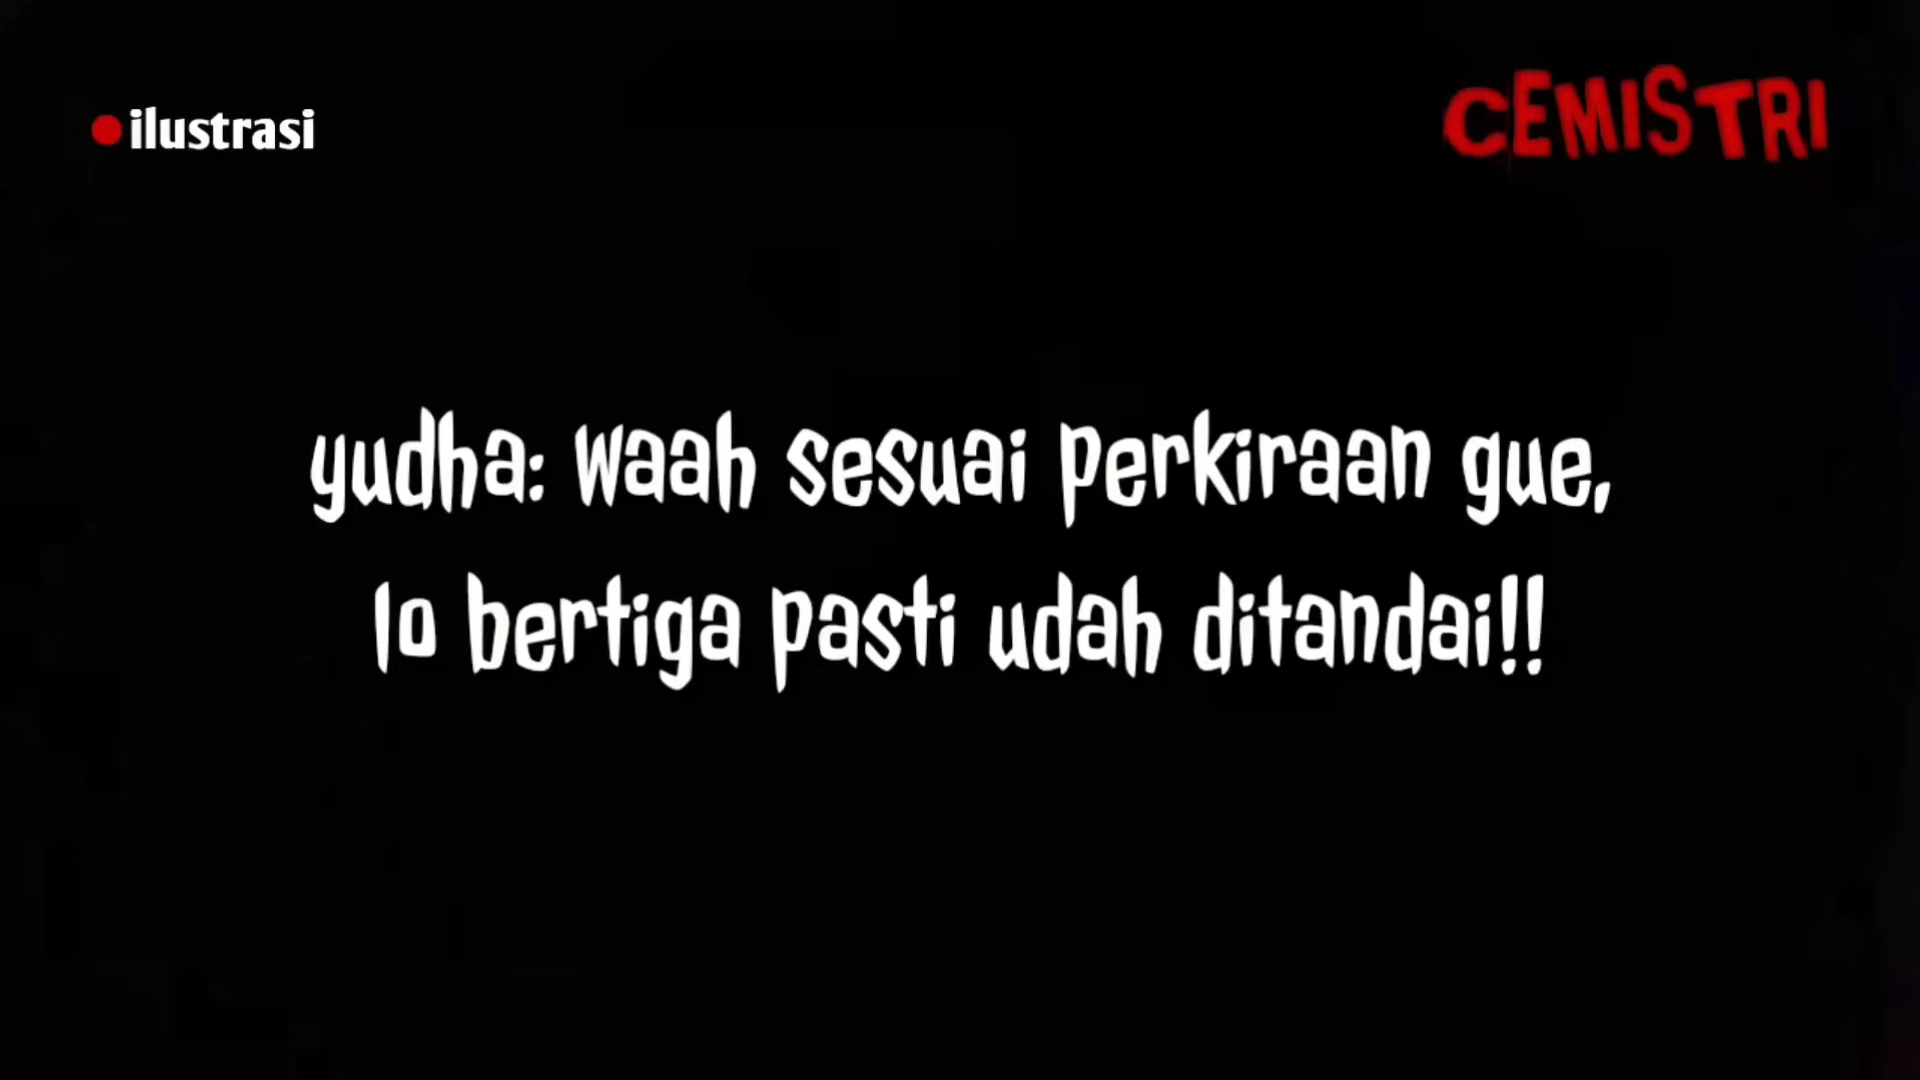 ilustrasi
CEMISTRI
yudha: waah sesuai perkiraan gue,
lo bertiga pasti udah ditandai!!